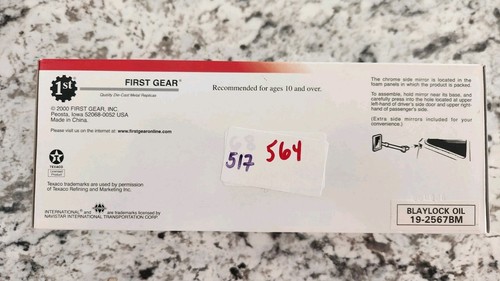 1st
FIRST GEAR®
Quality Die-Cast Metal Replicas
© 2000 FIRST GEAR, INC.
Peosta, Iowa 52068-0052 USA
Made in China.
Please visit us on the internet at: www.firstgearonline.com
TEXACO
Texaco trademarks are used by permission
of Texaco Refining and Marketing Inc.
INTERNATIONAL® and
are trademarks licensed by
NAVISTAR INTERNATIONAL TRANSPORTATION CORP.
Recommended for ages 10 and over.
517
564
The chrome side mirror is located in the
foam panels in which the product is packed.
To assemble, hold mirror near its base, and
carefully press into the hole located at upper
left-hand of driver's side door and upper right-
hand of passenger's side.
(Extra side mirrors included for your
convenience.)
BLAYLOCK OIL
19-2567BM